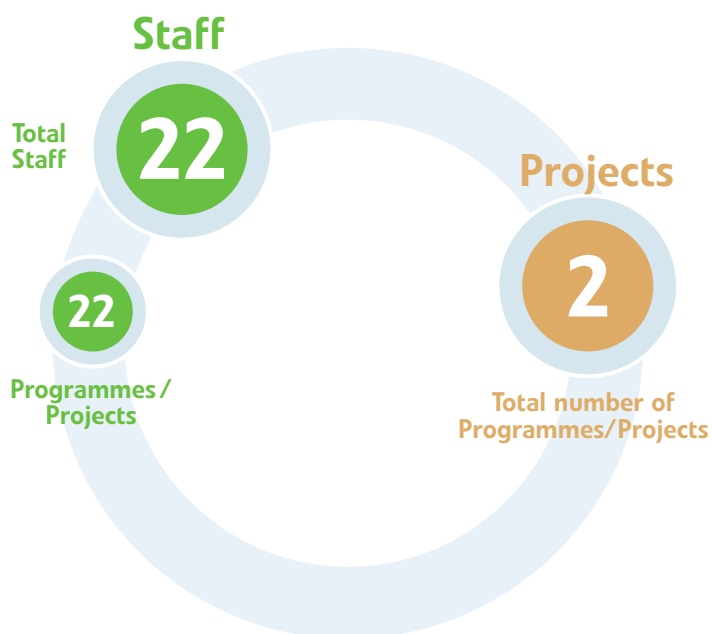 Staff
Total
Staff
22
22
Programmes/
Projects
Projects
2
Total number of
Programmes/Projects